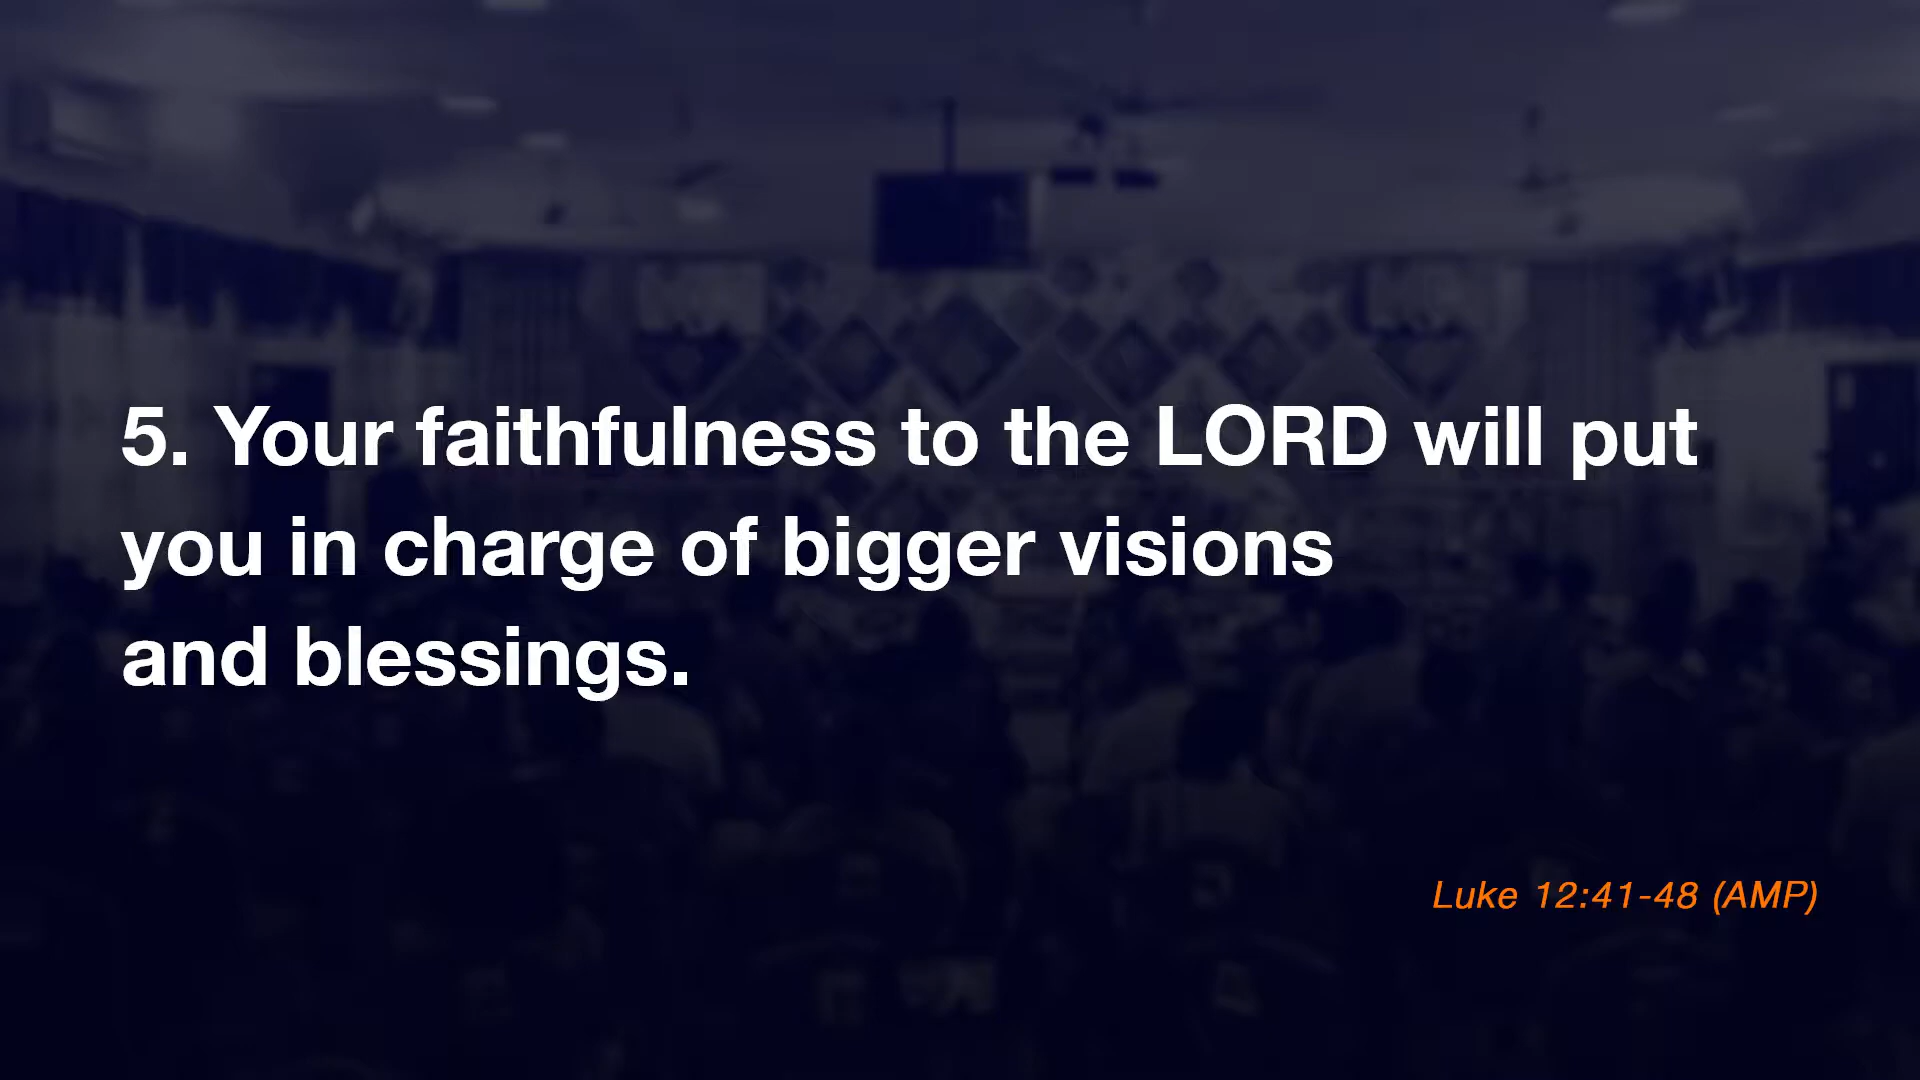 5. Your faithfulness to the LORD will put
you in charge of bigger visions
and blessings.
Luke 12:41-48 (AMP)